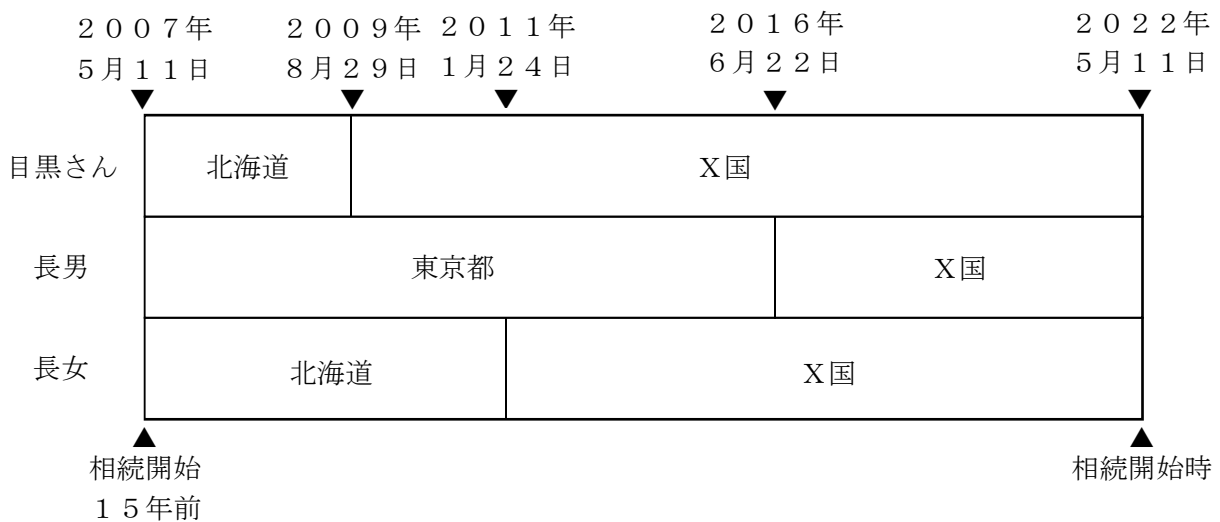 ２００７年
５月１１日
２００９年
８月２９日
２０１１年
１月２４日
２０１６年
６月２２日
２０２２年
５月１１日
目黒さん
北海道
Ｘ国
長男
東京都
Ｘ国
長女
北海道
Ｘ国
相続開始
１５年前
相続開始時